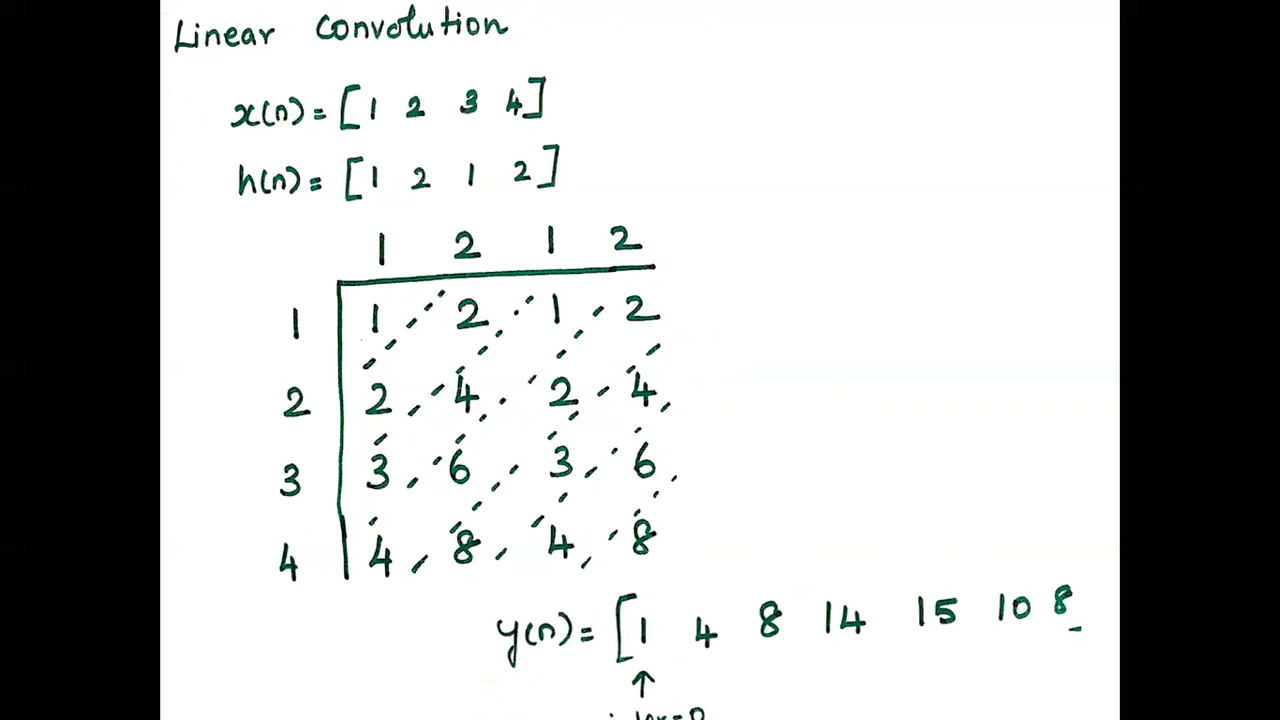 Linear Convolution
x(n) = [1 2 3 4]
h(n) = [1 2 1 2]
1 2 1 2
1 1 2 1 2
2 2 4 2 4
3 3 6 3 6
4 4 8 4 8
y(n) = [1 4 8 14 15 10 8
↑